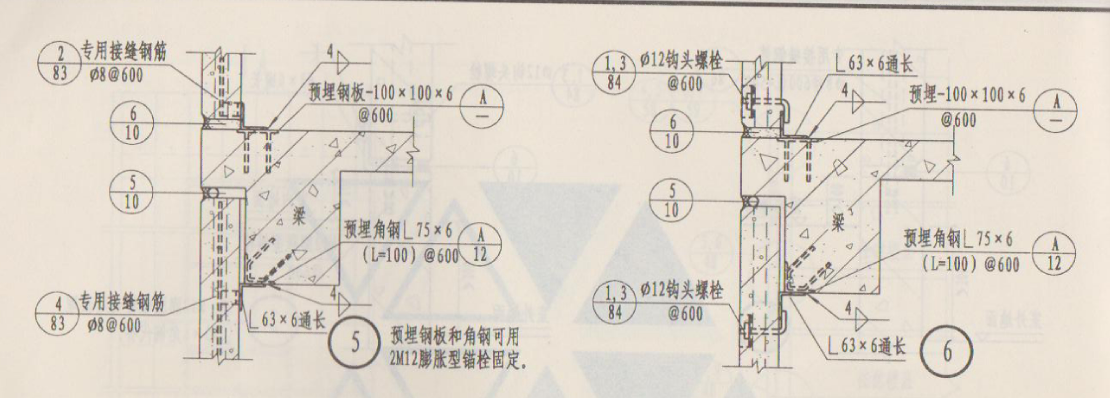 2
83
专用接缝钢筋
Ø8@600
4
预埋钢板-100×100×6
@600
A
—
6
10
5
10
梁
预埋角钢∟75×6
(L=100) @600
A
12
4
83
专用接缝钢筋
Ø8@600
4
∟63×6通长
5
预埋钢板和角钢可用
2M12膨胀型锚栓固定.
1,3
84
Ø12钩头螺栓
@600
∟63×6通长
4
预埋-100×100×6
@600
A
—
6
10
5
10
梁
预埋角钢∟75×6
(L=100) @600
A
12
1,3
84
Ø12钩头螺栓
@600
4
∟63×6通长
6